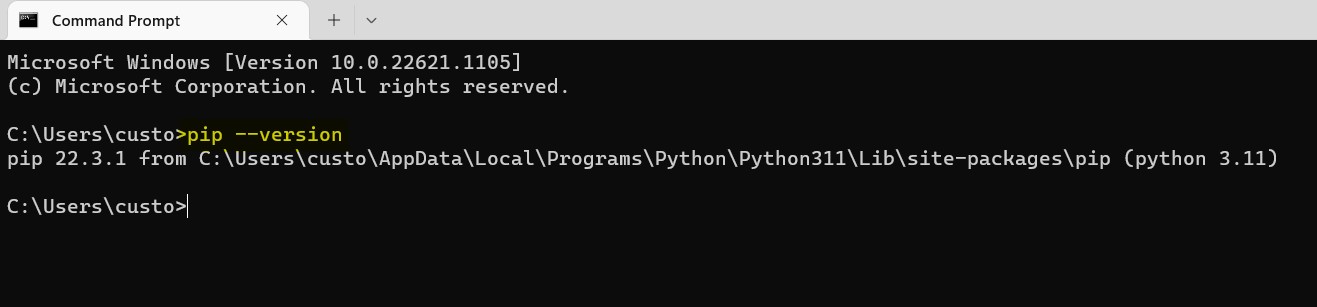 Command Prompt
Microsoft Windows [Version 10.0.22621.1105]
(c) Microsoft Corporation. All rights reserved.
C:\Users\custo>pip --version
pip 22.3.1 from C:\Users\custo\AppData\Local\Programs\Python\Python311\Lib\site-packages\pip (python 3.11)
C:\Users\custo>